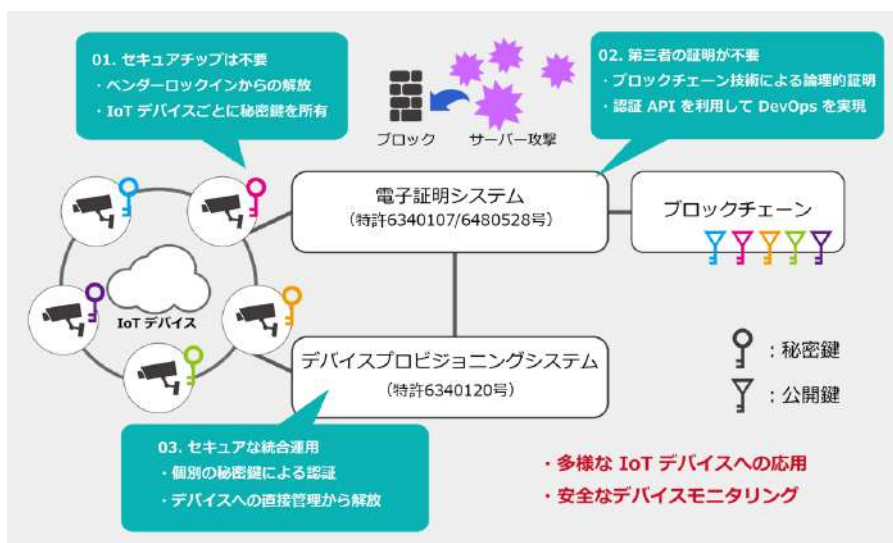 01. セキュアチップは不要
・ベンダーロックインからの解放
・IoT デバイスごとに秘密鍵を所有
ブロック
サーバー攻撃
02. 第三者の証明が不要
・ブロックチェーン技術による論理的証明
・認証 API を利用して DevOps を実現
電子証明システム
（特許6340107/6480528号）
ブロックチェーン
IoT デバイス
デバイスプロビジョニングシステム
（特許6340120号）
：秘密鍵
：公開鍵
03. セキュアな統合運用
・個別の秘密鍵による認証
・デバイスへの直接管理から解放
・多様な IoT デバイスへの応用
・安全なデバイスモニタリング